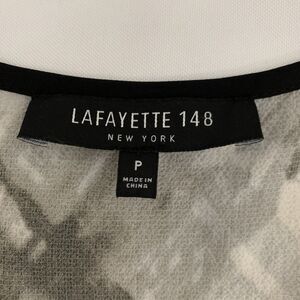 LAFAYETTE 148
NEW YORK
P
MADE IN
CHINA